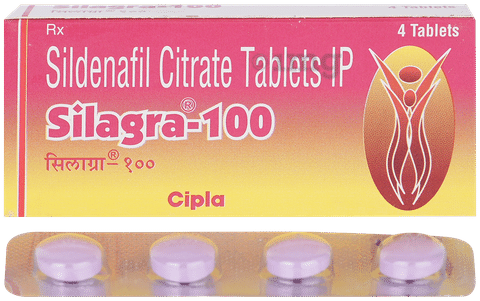 Rx
4 Tablets
Sildenafil Citrate Tablets IP
Silagra®-100
सिलाग्रा®-१००
Cipla